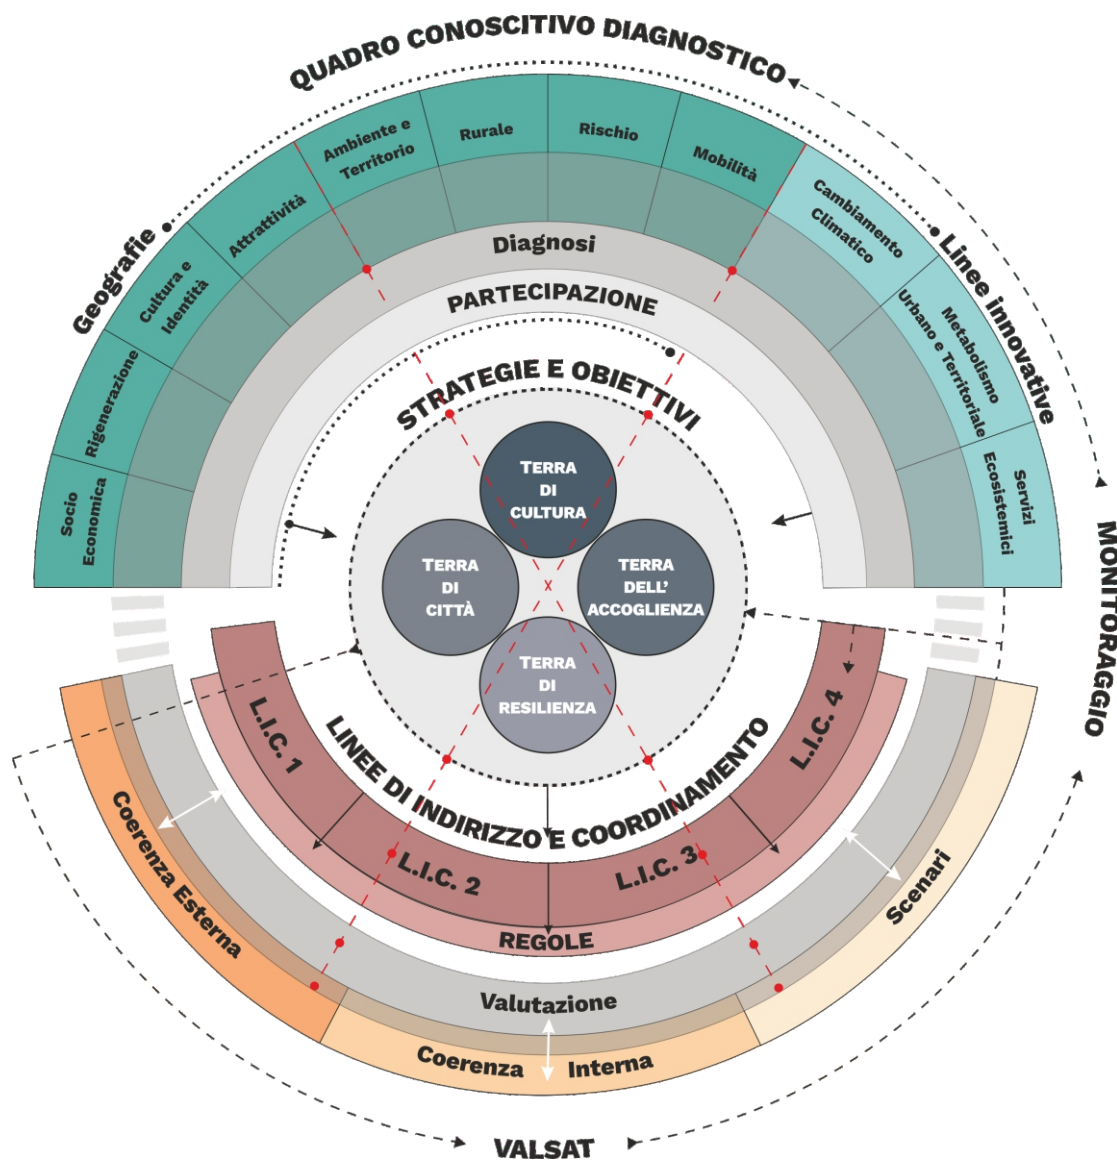 QUADRO CONOSCITIVO DIAGNOSTICO
Geografie
Linee innovative
Socio
Economica
Rigenerazione
Cultura e
Identità
Attrattività
Ambiente e
Territorio
Rurale
Rischio
Mobilità
Cambiamento
Climatico
Metabolismo
Urbano e Territoriale
Servizi
Ecosistemici
Diagnosi
PARTECIPAZIONE
STRATEGIE E OBIETTIVI
TERRA
DI
CULTURA
TERRA
DI
CITTÀ
TERRA
DELL'
ACCOGLIENZA
TERRA
DI
RESILIENZA
MONITORAGGIO
LINEE DI INDIRIZZO E COORDINAMENTO
L.I.C. 1
L.I.C. 2
L.I.C. 3
L.I.C. 4
REGOLE
Valutazione
Coerenza Esterna
Coerenza Interna
Scenari
VALSAT